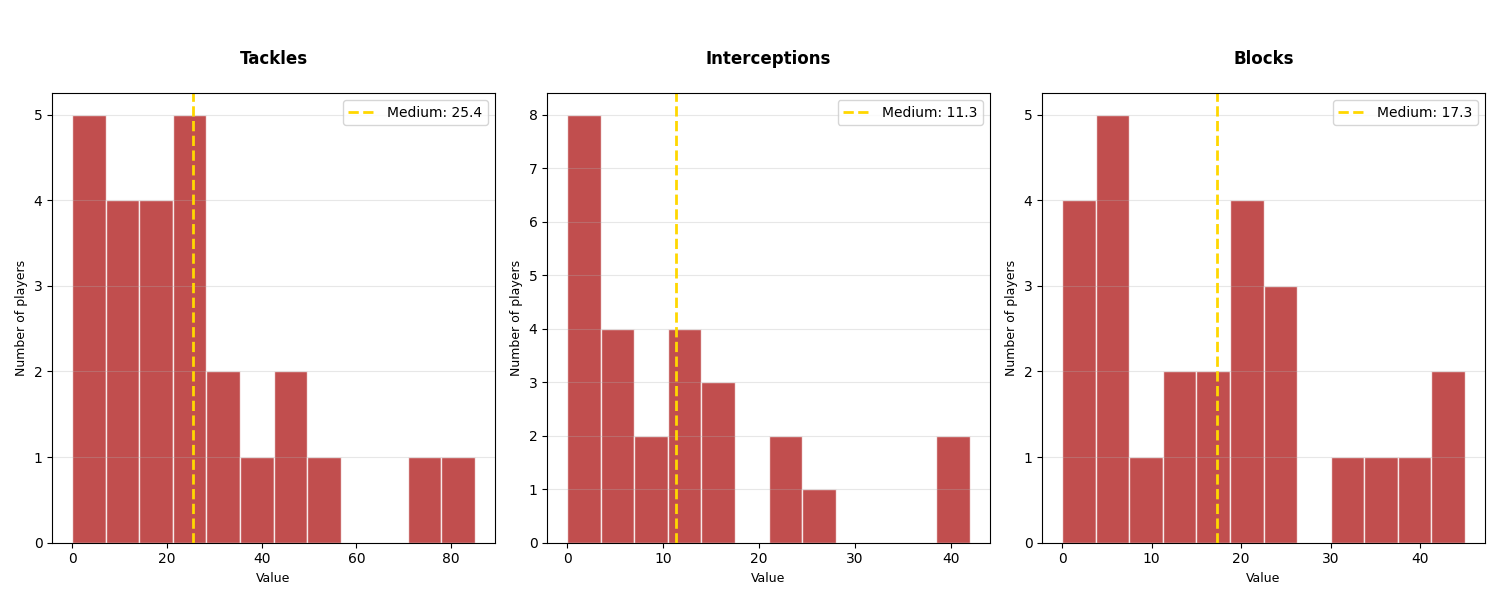 Tackles
Medium: 25.4
Number of players
5
4
3
2
1
0
0 20 40 60 80
Value
Interceptions
Medium: 11.3
Number of players
8
7
6
5
4
3
2
1
0
0 10 20 30 40
Value
Blocks
Medium: 17.3
Number of players
5
4
3
2
1
0
0 10 20 30 40
Value